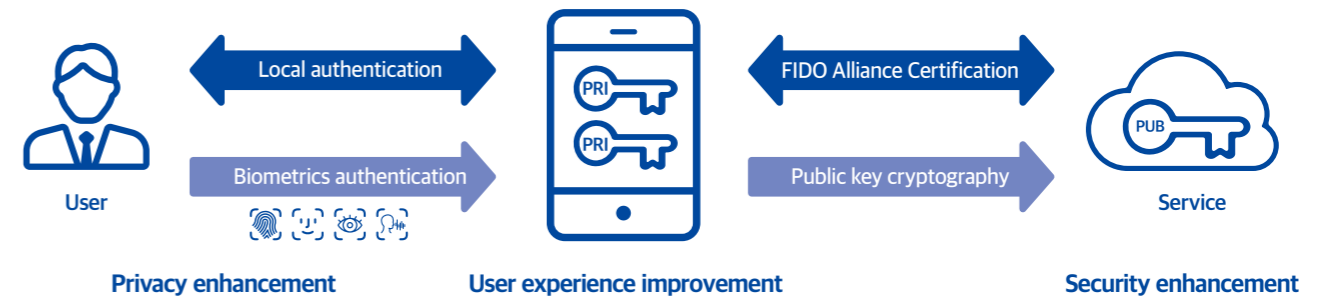 Local authentication
FIDO Alliance Certification
PRI
PRI
PUB
Biometrics authentication
Public key cryptography
User
Service
Privacy enhancement
User experience improvement
Security enhancement